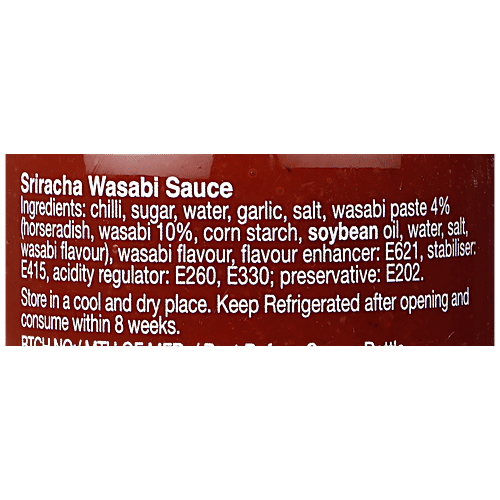 Sriracha Wasabi Sauce
Ingredients: chilli, sugar, water, garlic, salt, wasabi paste 4%
(horseradish, wasabi 10%, corn starch, soybean oil, water, salt,
wasabi flavour), wasabi flavour, flavour enhancer: E621, stabiliser:
E415, acidity regulator: E260, E330; preservative: E202.
Store in a cool and dry place. Keep Refrigerated after opening and
consume within 8 weeks.